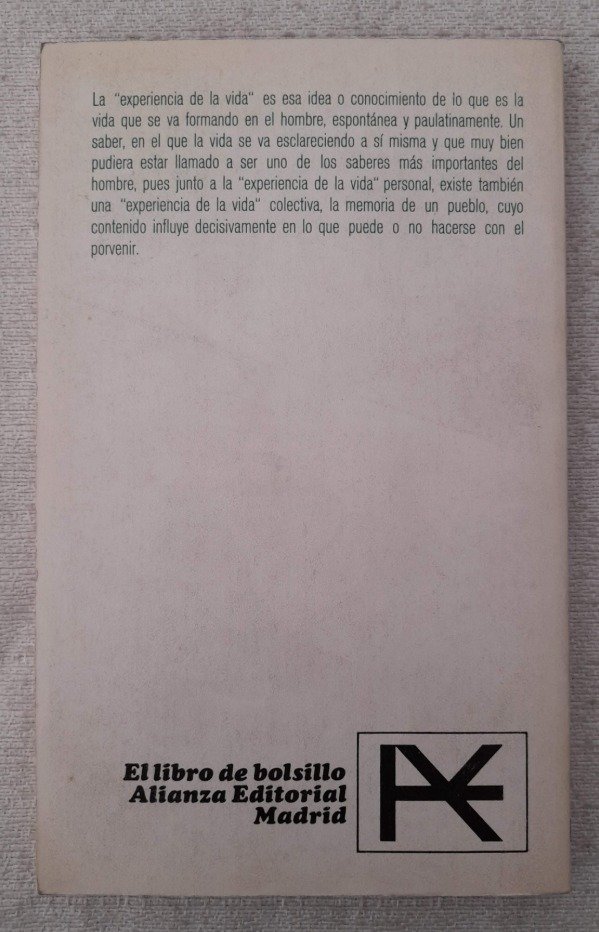 La "experiencia de la vida" es esa idea o conocimiento de lo que es la
vida que se va formando en el hombre, espontánea y paulatinamente. Un
saber, en el que la vida se va esclareciendo a sí misma y que muy bien
pudiera estar llamado a ser uno de los saberes más importantes del
hombre, pues junto a la "experiencia de la vida" personal, existe también
una "experiencia de la vida" colectiva, la memoria de un pueblo, cuyo
contenido influye decisivamente en lo que puede o no hacerse con el
porvenir.
El libro de bolsillo
Alianza Editorial
Madrid